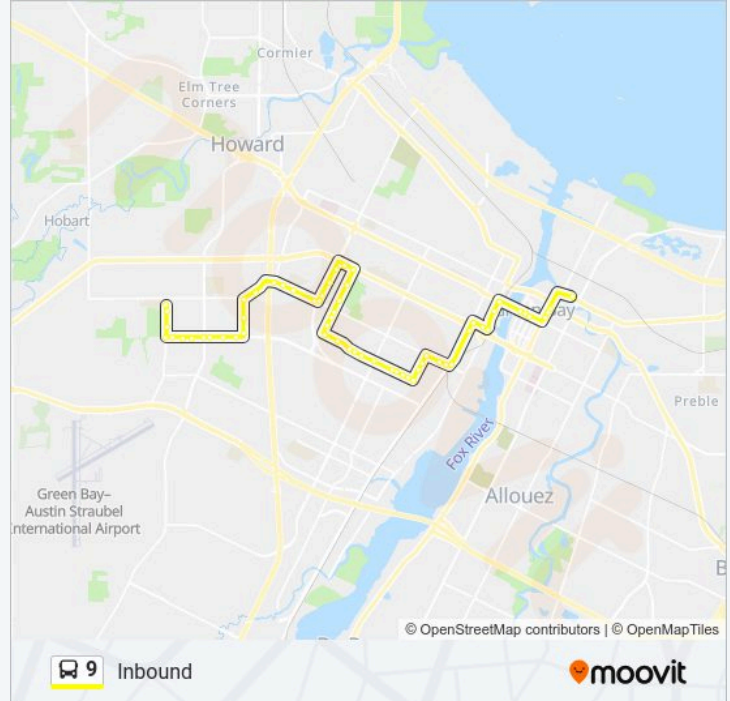 Cormier
Elm Tree
Corners
Howard
Hobart
Bay
Preble
Fox River
Allouez
Green Bay–
Austin Straubel
International Airport
B
© OpenStreetMap contributors | © OpenMapTiles
9 Inbound
moovit